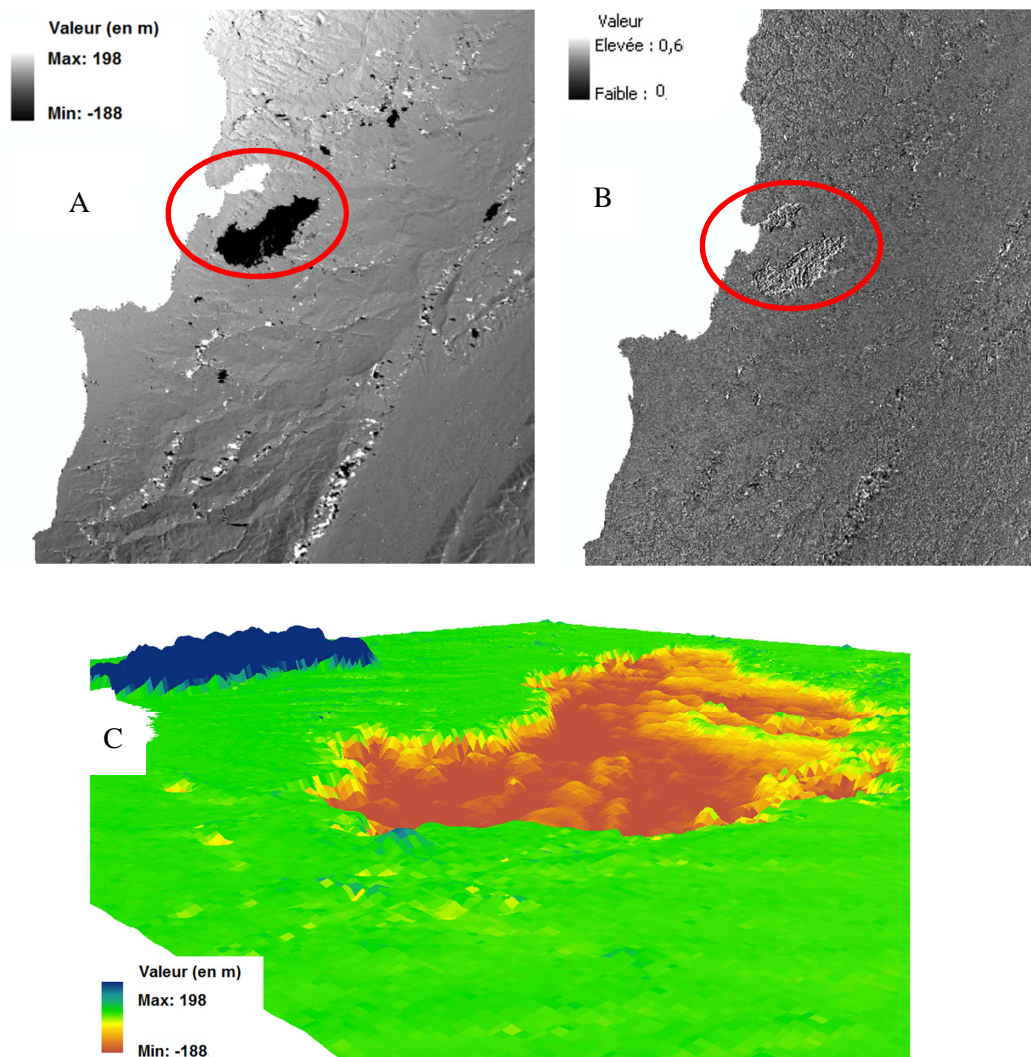 Valeur (en m)
Max: 198
Min: -188
A
Valeur
Elevée : 0,6
Faible : 0
B
C
Valeur (en m)
Max: 198
Min: -188